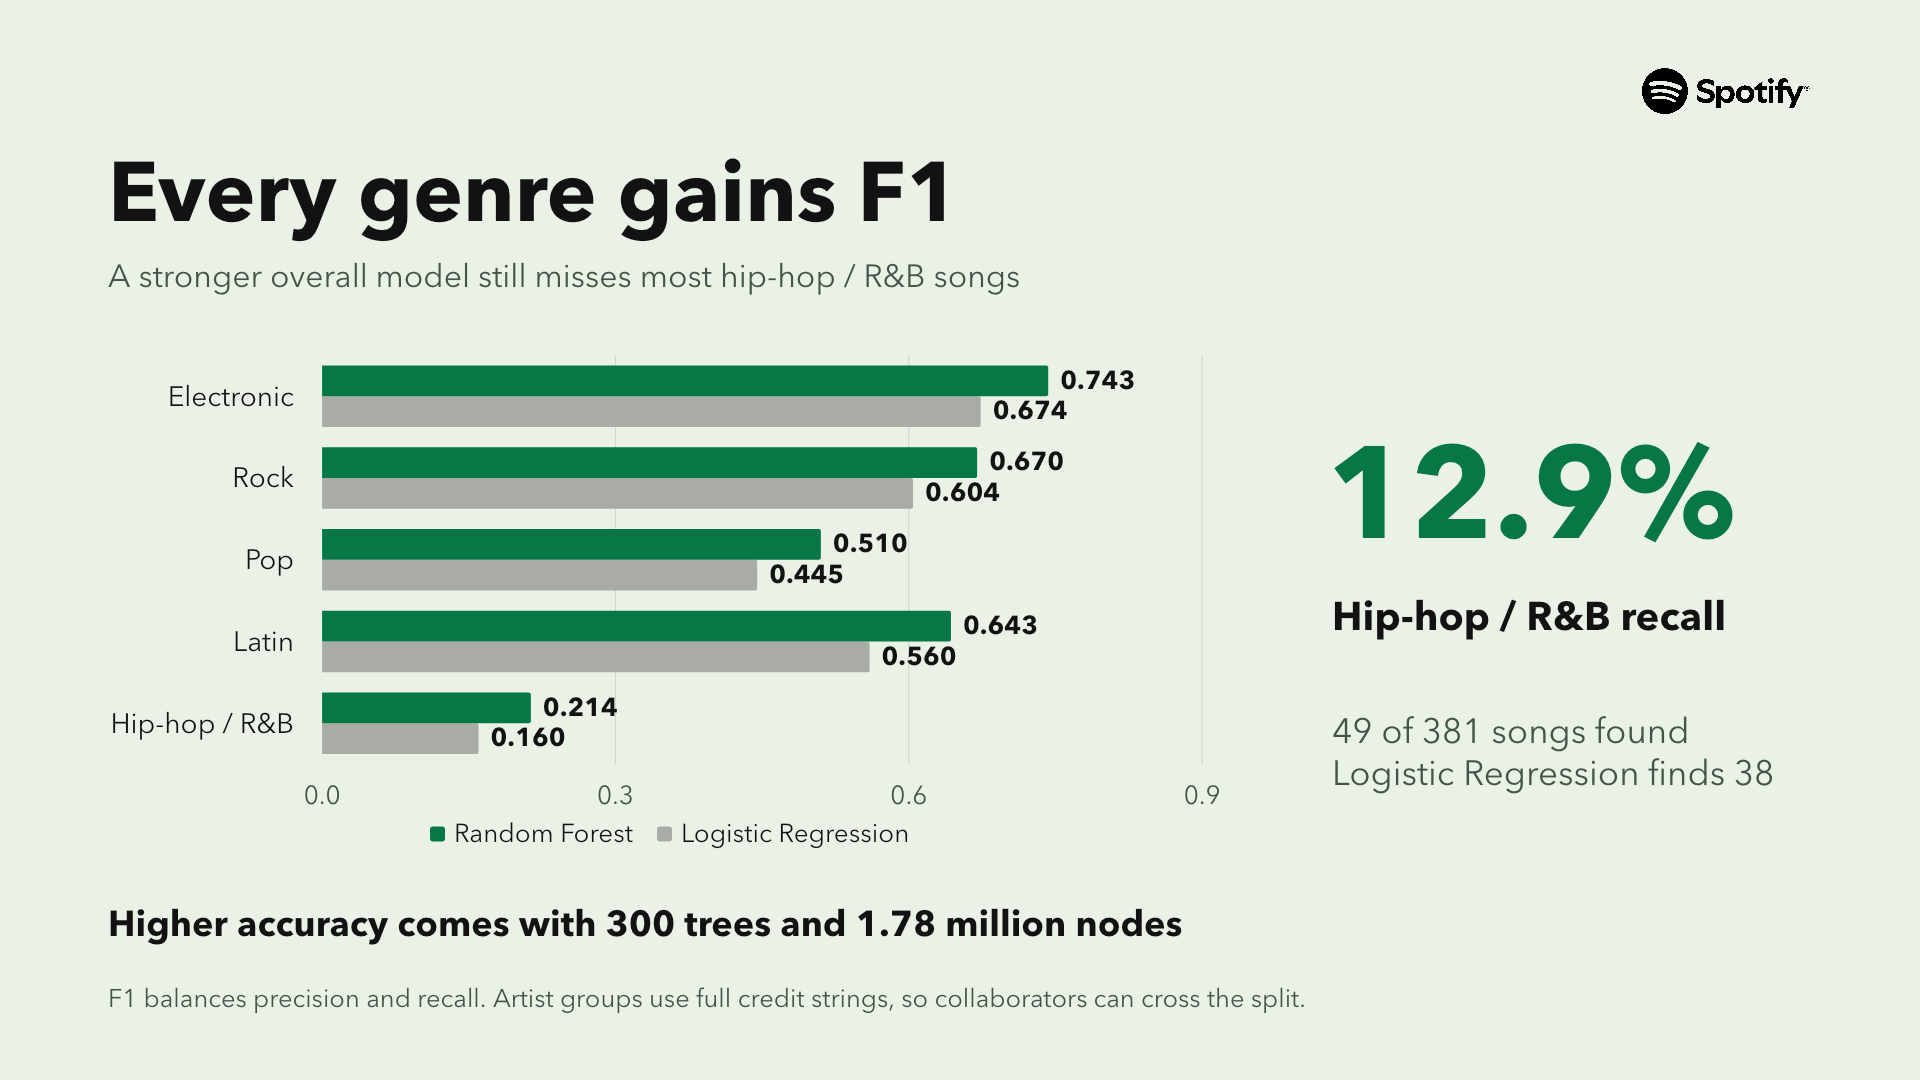 Spotify
Every genre gains F1
A stronger overall model still misses most hip-hop / R&B songs
Electronic
0.743
0.674
Rock
0.670
0.604
Pop
0.510
0.445
Latin
0.643
0.560
Hip-hop / R&B
0.214
0.160
0.0
0.3
0.6
0.9
Random Forest
Logistic Regression
12.9%
Hip-hop / R&B recall
49 of 381 songs found
Logistic Regression finds 38
Higher accuracy comes with 300 trees and 1.78 million nodes
F1 balances precision and recall. Artist groups use full credit strings, so collaborators can cross the split.